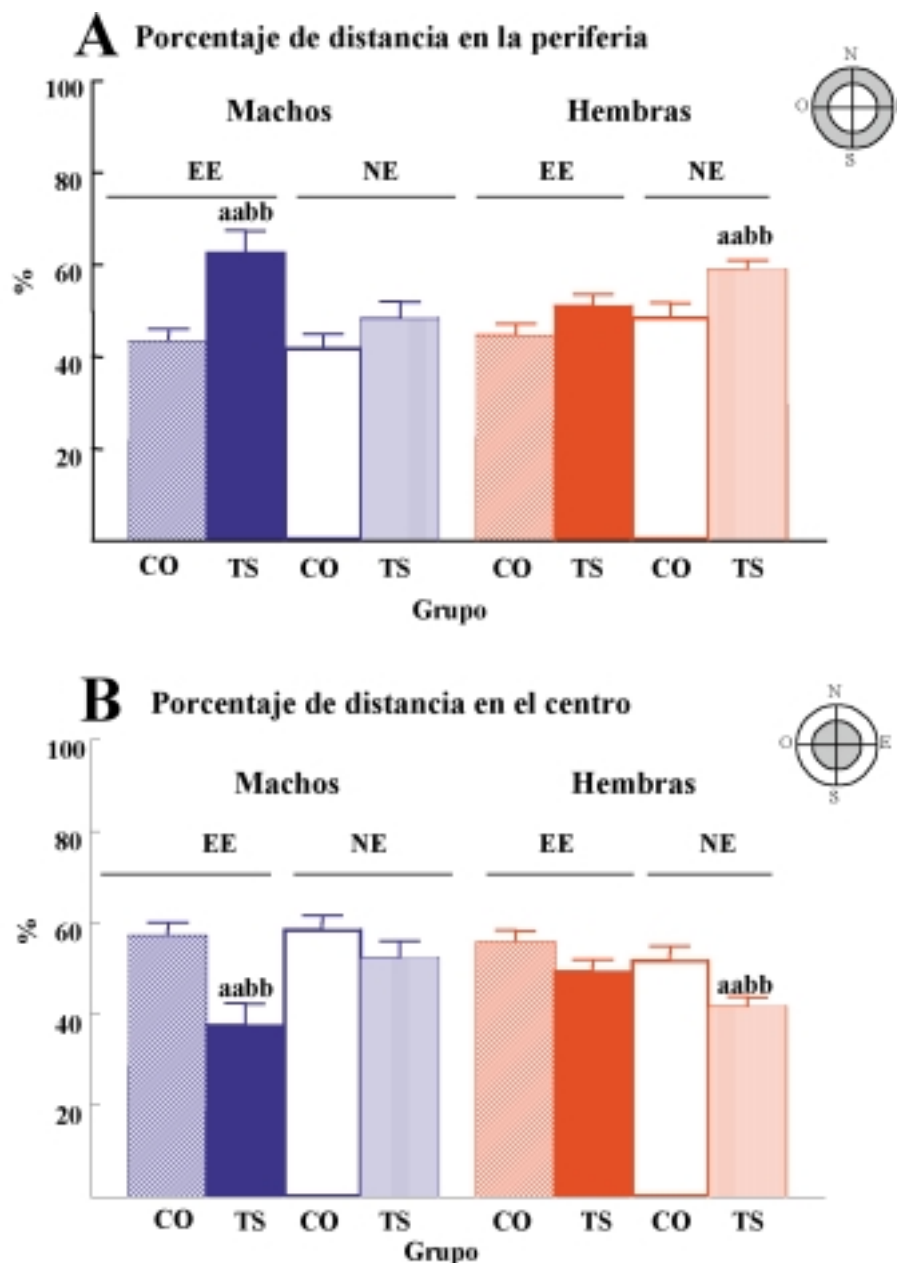 A Porcentaje de distancia en la periferia
N
O
S
100
Machos Hembras
EE NE EE NE
80
aabb aabb
60
%
40
20
CO TS CO TS CO TS CO TS
Grupo
B Porcentaje de distancia en el centro
N
O E
S
100
Machos Hembras
EE NE EE NE
80
60
%
aabb aabb
40
20
CO TS CO TS CO TS CO TS
Grupo